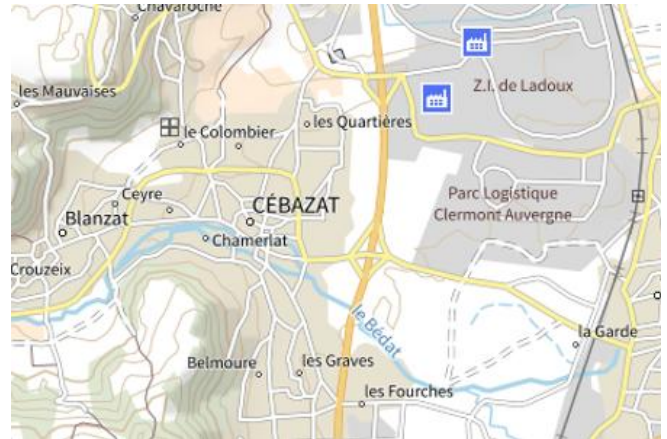 Chavaroche
les Mauvaises
Z.I. de Ladoux
les Quartières
le Colombier
Parc Logistique
Clermont Auvergne
Ceyre
CÉBAZAT
Blanzat
Chamerlat
Crouzeix
le Bédat
la Garde
Belmoure
les Graves
les Fourches